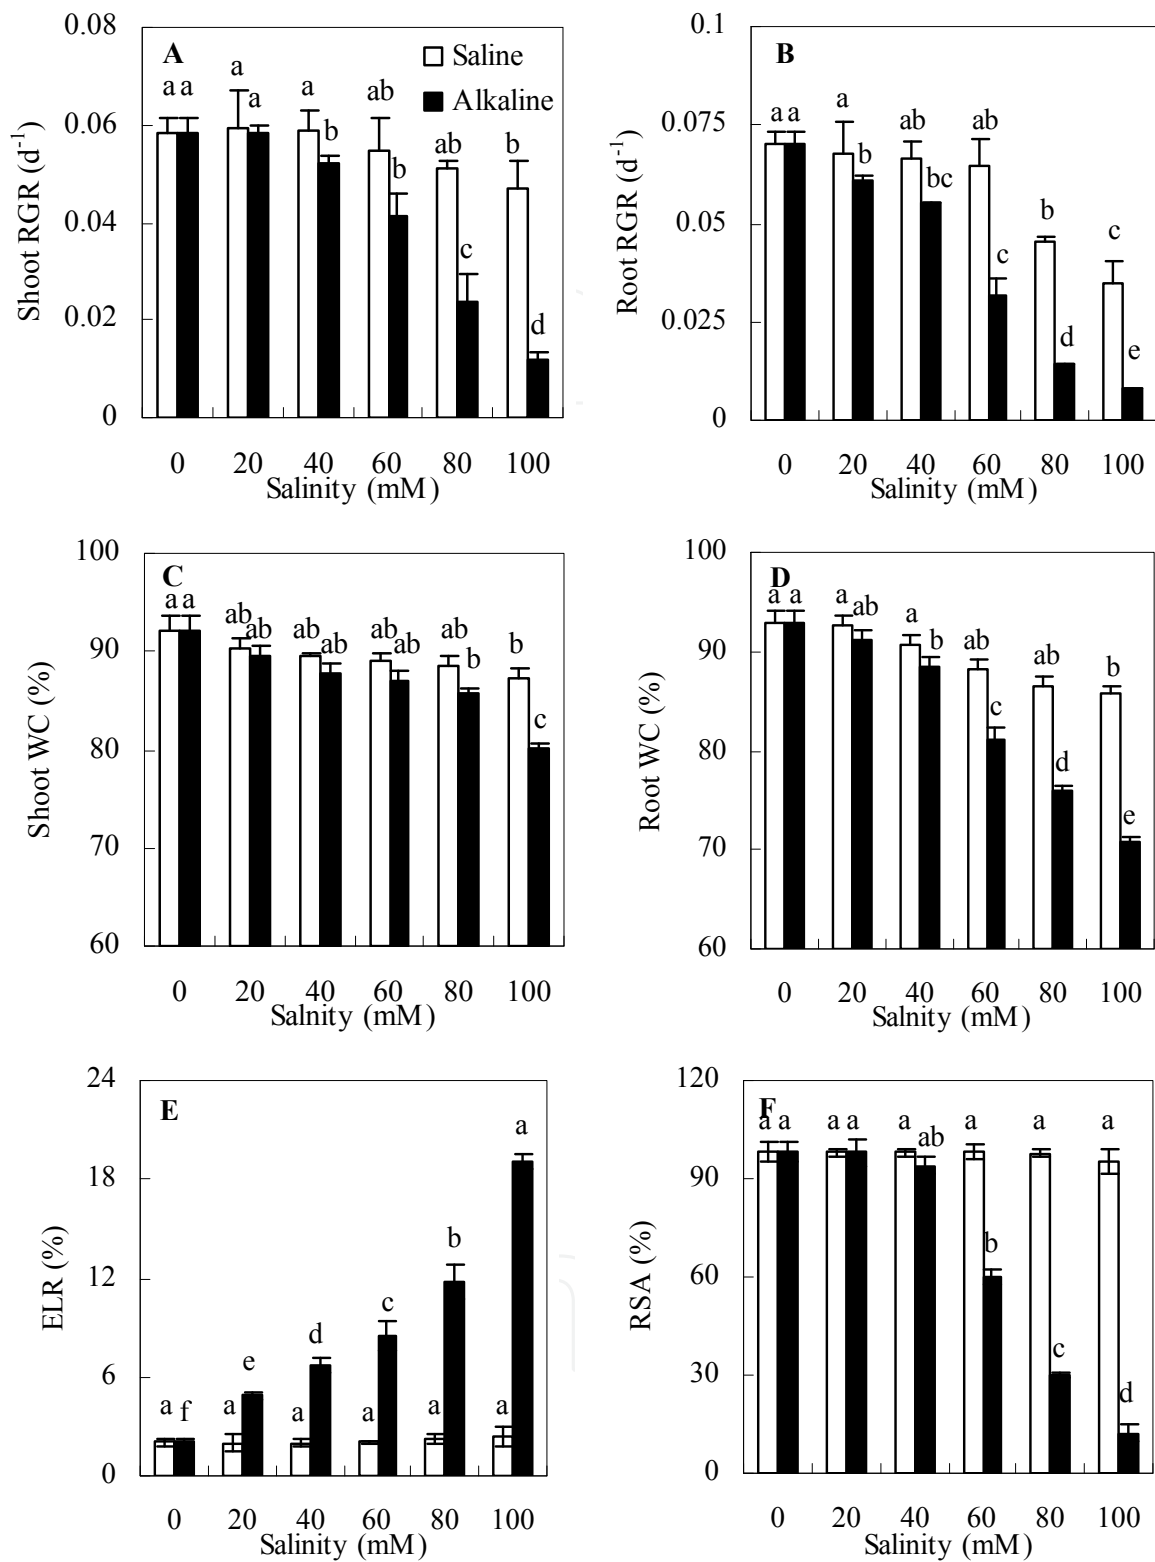 A
Saline
Alkaline
Shoot RGR (d-1)
0.08
0.06
0.04
0.02
0
a a
a
a
a
b
ab
b
ab
c
b
d
0 20 40 60 80 100
Salinity (mM)
B
Root RGR (d-1)
0.1
0.075
0.05
0.025
0
a a
a
b
ab
bc
ab
c
b
d
c
e
0 20 40 60 80 100
Salinity (mM)
C
Shoot WC (%)
100
90
80
70
60
a a
ab
ab
ab
ab
ab
ab
ab
b
b
c
0 20 40 60 80 100
Salnity (mM)
D
Root WC (%)
100
90
80
70
60
a a
a
ab
a
b
ab
c
ab
d
b
e
0 20 40 60 80 100
Salinity (mM)
E
ELR (%)
24
18
12
6
0
a f
a
e
a
d
a
c
a
b
a
a
0 20 40 60 80 100
Salinity (mM)
F
RSA (%)
120
90
60
30
0
a a
a a
a
ab
a
b
a
c
a
d
0 20 40 60 80 100
Salinity (mM)